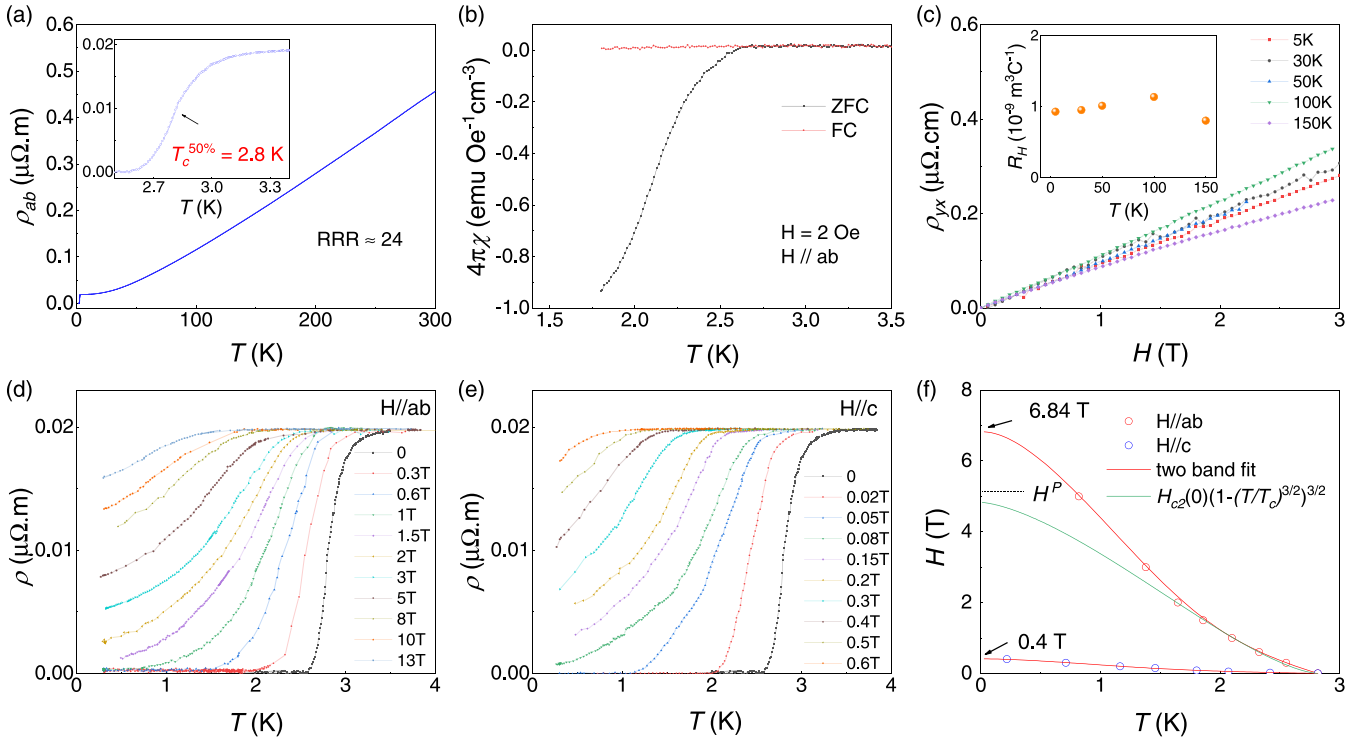 (a)
0.6
0.5
0.4
0.3
0.2
0.1
0.0
ρab (μΩ.m)
0.02
0.01
0.00
2.7 3.0 3.3
T (K)
Tc50% = 2.8 K
RRR ≈ 24
0 100 200 300
T (K)
(b)
0.0
-0.2
-0.4
-0.6
-0.8
-1.0
4πχ (emu Oe-1cm-3)
ZFC
FC
H = 2 Oe
H // ab
1.5 2.0 2.5 3.0 3.5
T (K)
(c)
0.6
0.4
0.2
0.0
ρyx (μΩ.cm)
2
1
0
RH (10-9 m3C-1)
0 50 100 150
T (K)
5K
30K
50K
100K
150K
0 1 2 3
H (T)
(d)
0.02
0.01
0.00
ρ (μΩ.m)
H//ab
0
0.3T
0.6T
1T
1.5T
2T
3T
5T
8T
10T
13T
0 1 2 3 4
T (K)
(e)
0.02
0.01
0.00
ρ (μΩ.m)
H//c
0
0.02T
0.05T
0.08T
0.15T
0.2T
0.3T
0.4T
0.5T
0.6T
0 1 2 3 4
T (K)
(f)
8
6
4
2
0
H (T)
6.84 T
HP
0.4 T
H//ab
H//c
two band fit
Hc2(0)(1-(T/Tc)3/2)3/2
0 1 2 3
T (K)